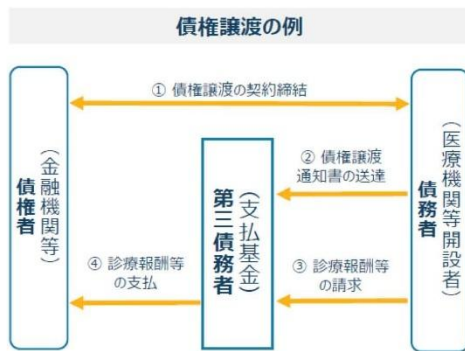 債権譲渡の例
① 債権譲渡の契約締結
債権者
（金融機関等）
第三債務者
（支払基金）
② 債権譲渡
通知書の送達
債務者
（医療機関等開設者）
④ 診療報酬等
の支払
③ 診療報酬等
の請求